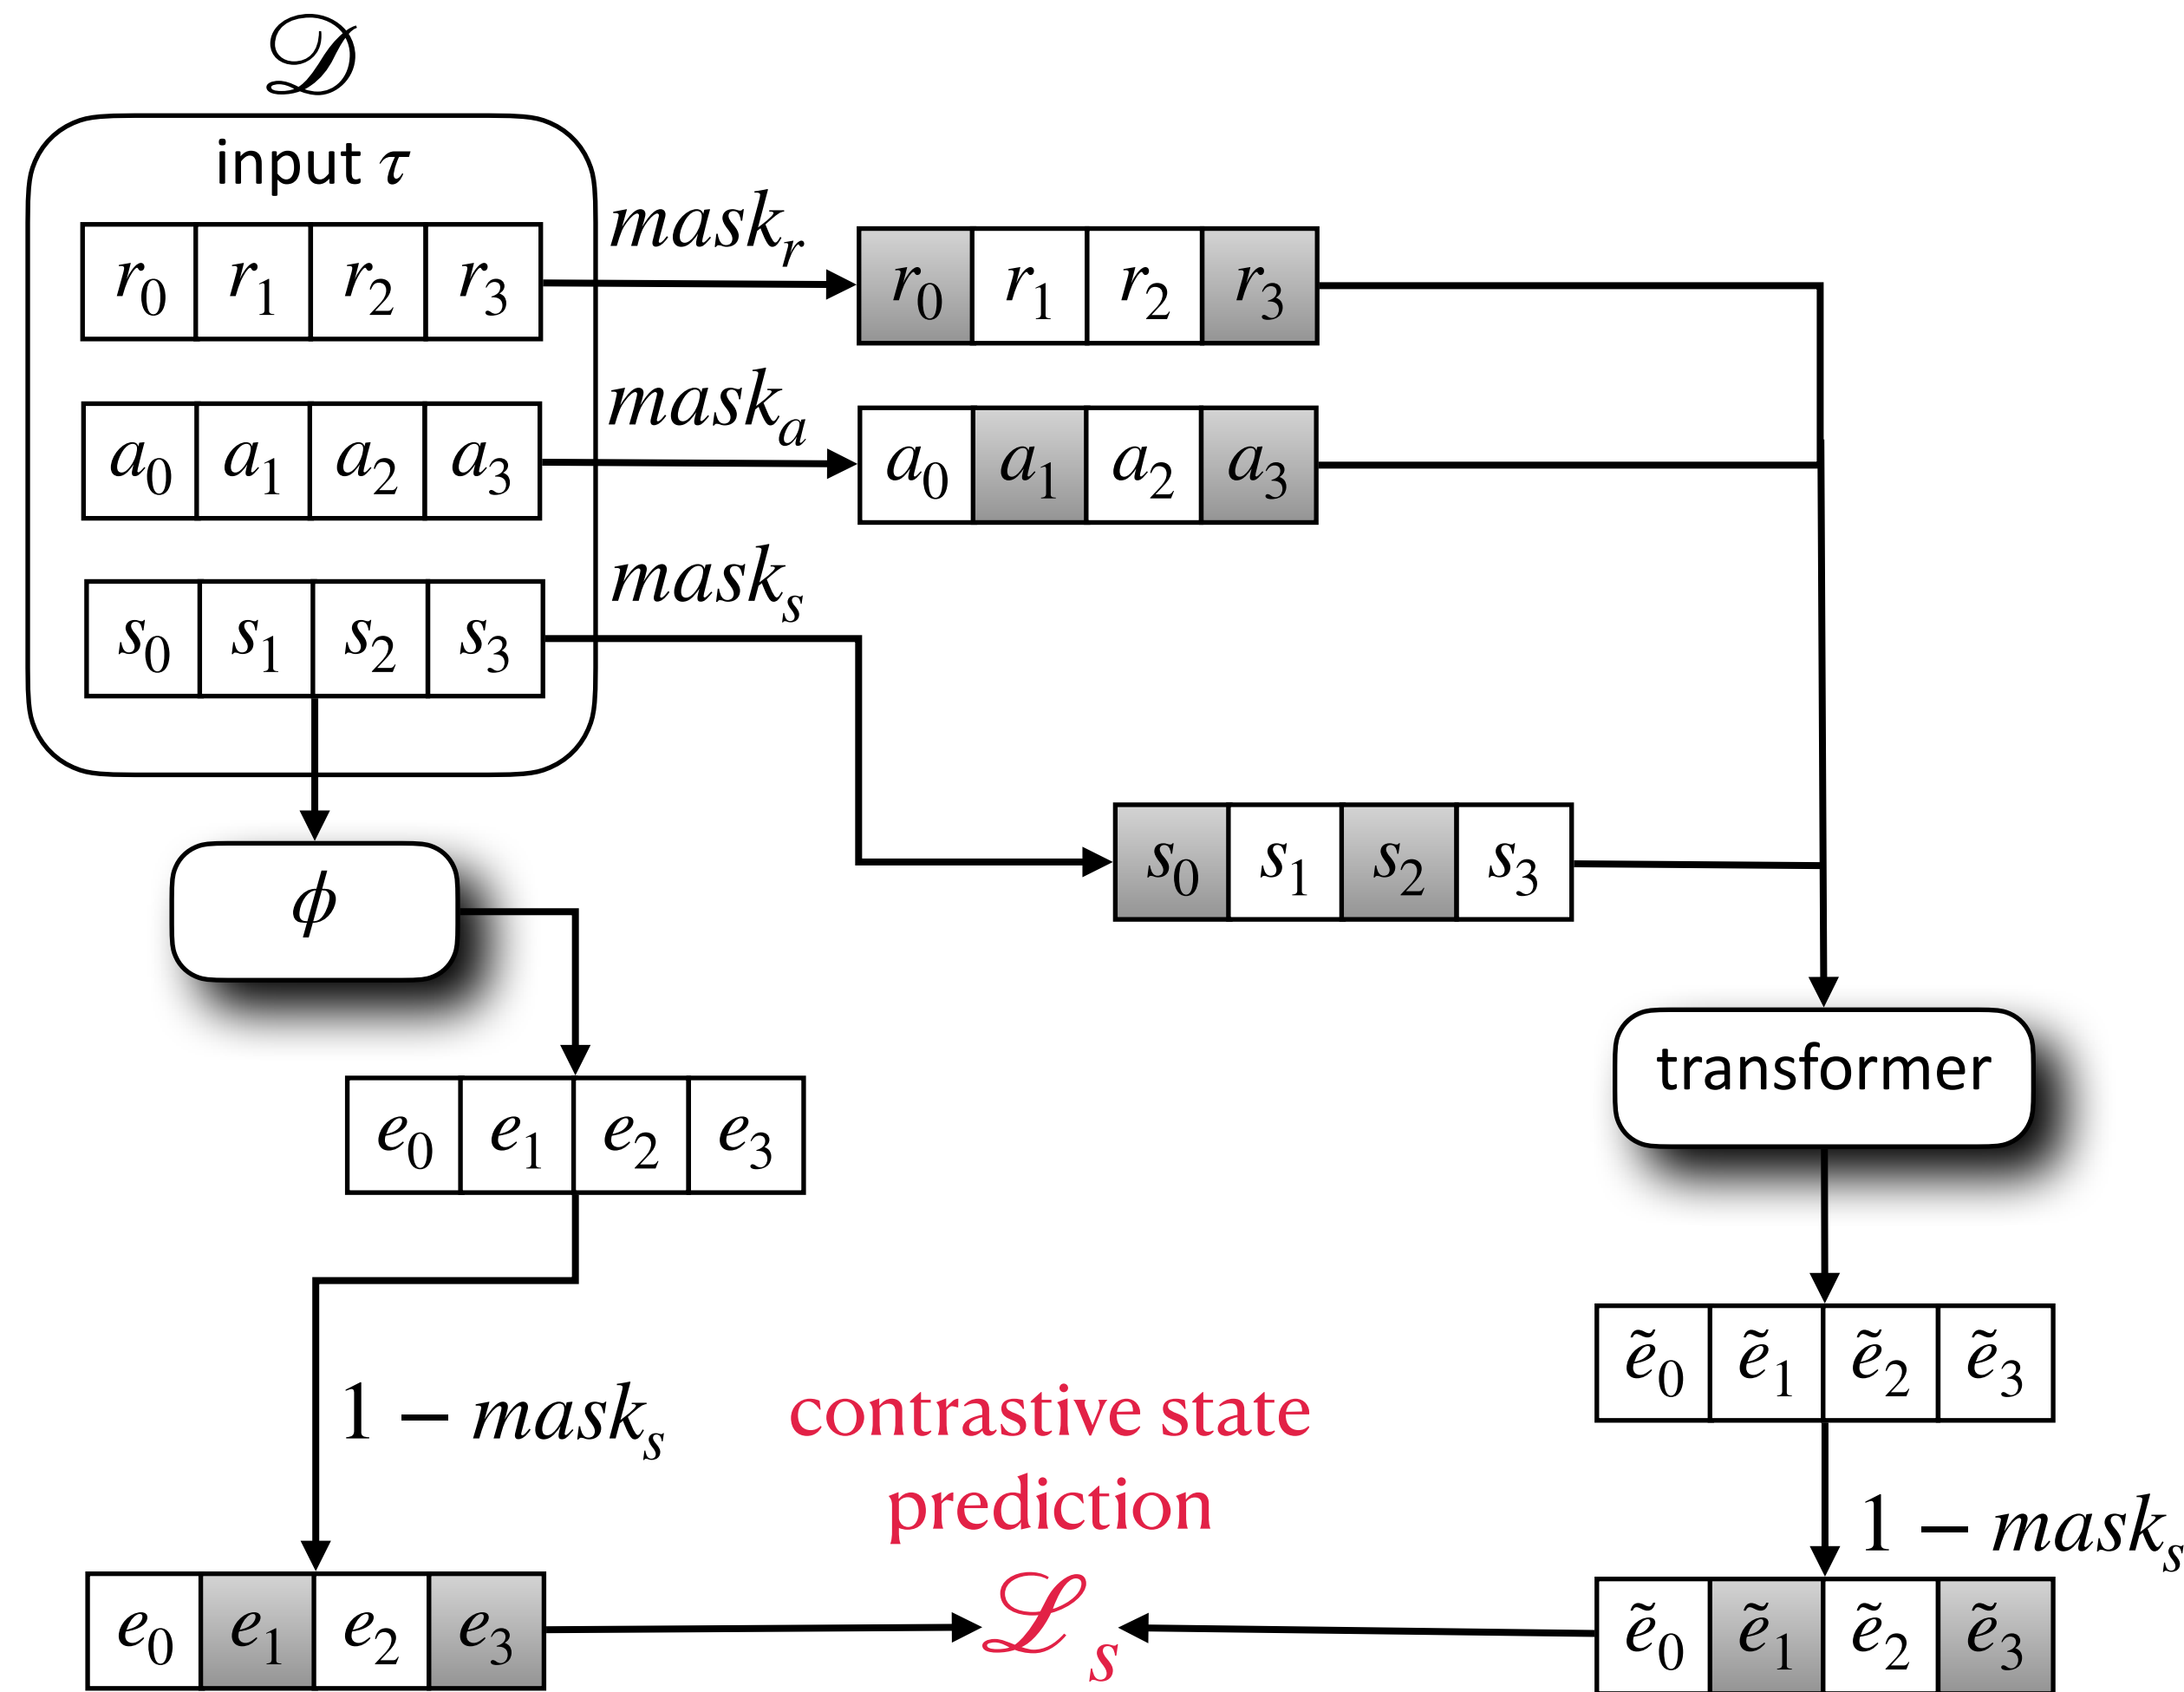 𝒟
input τ
r₀ r₁ r₂ r₃
mask_r
r₀ r₁ r₂ r₃
a₀ a₁ a₂ a₃
mask_a
a₀ a₁ a₂ a₃
s₀ s₁ s₂ s₃
mask_s
s₀ s₁ s₂ s₃
ϕ
transformer
e₀ e₁ e₂ e₃
ẽ₀ ẽ₁ ẽ₂ ẽ₃
1 − mask_s
contrastive state
prediction
1 − mask_s
e₀ e₁ e₂ e₃
ℒ_s
ẽ₀ ẽ₁ ẽ₂ ẽ₃